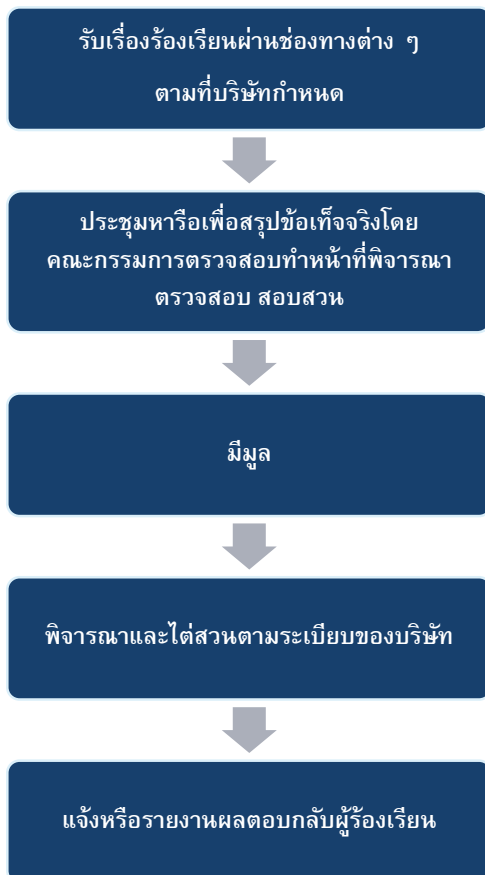 รับเรื่องร้องเรียนผ่านช่องทางต่าง ๆ
ตามที่บริษัทกำหนด
ประชุมหารือเพื่อสรุปข้อเท็จจริงโดย
คณะกรรมการตรวจสอบทำหน้าที่พิจารณา
ตรวจสอบ สอบสวน
มีมูล
พิจารณาและไต่สวนตามระเบียบของบริษัท
แจ้งหรือรายงานผลตอบกลับผู้ร้องเรียน